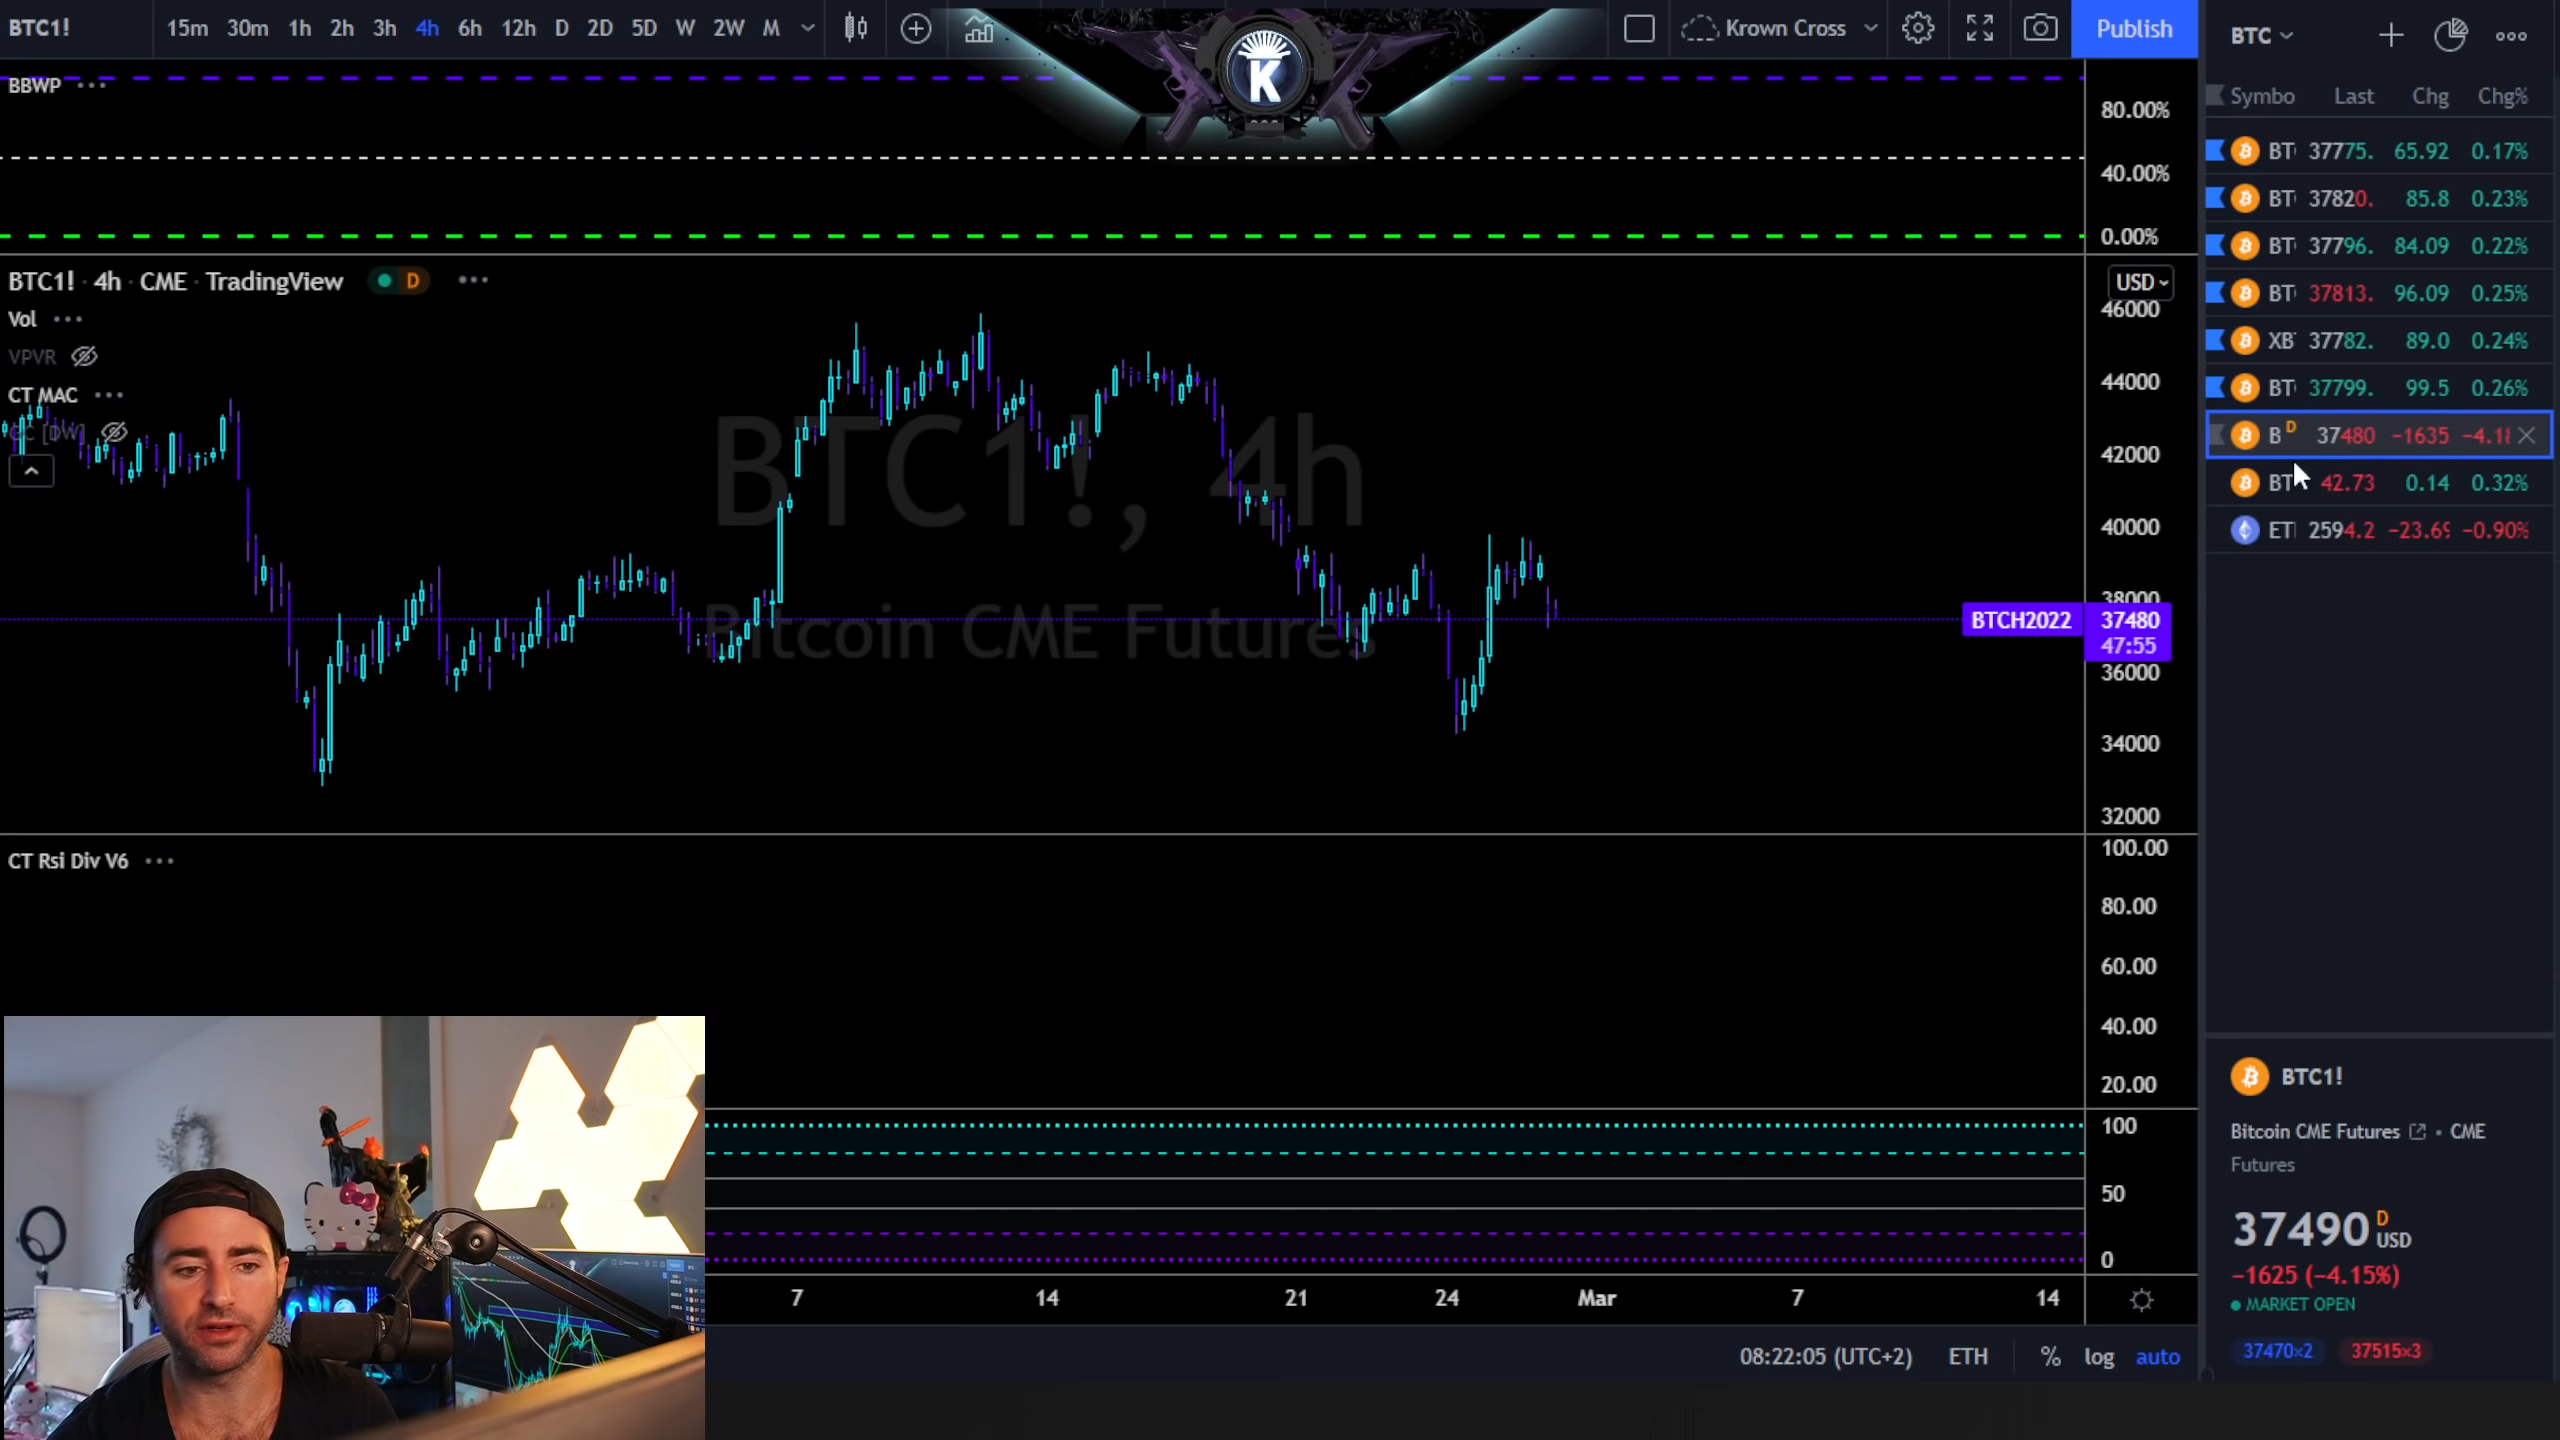 BTC1! 15m 30m 1h 2h 3h 4h 6h 12h D 2D 5D W 2W M Krown Cross Publish
BBWP
80.00%
40.00%
0.00%
K
BTC1! · 4h · CME · TradingView D
Vol
VPVR
CT MAC
BTC1!, 4h
Bitcoin CME Futures
USD
46000
44000
42000
40000
38000
BTCH2022 37480
47:55
36000
34000
32000
CT Rsi Div V6
100.00
80.00
60.00
40.00
20.00
100
50
0
7 14 21 24 Mar 7 14
08:22:05 (UTC+2) ETH % log auto
BTC
Symbo Last Chg Chg%
BT 37775. 65.92 0.17%
BT 37820. 85.8 0.23%
BT 37796. 84.09 0.22%
BT 37813. 96.09 0.25%
XB 37782. 89.0 0.24%
BT 37799. 99.5 0.26%
B D 37480 −1635 −4.1
BT 42.73 0.14 0.32%
ET 2594.2 −23.69 −0.90%
BTC1!
Bitcoin CME Futures • CME
Futures
37490 D USD
−1625 (−4.15%)
MARKET OPEN
37470×2 37515×3